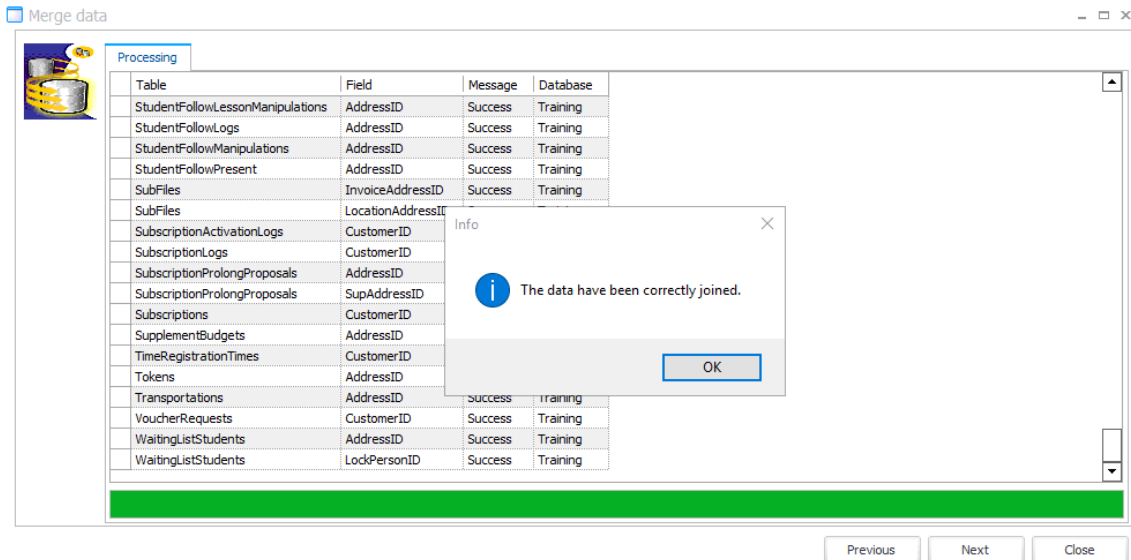 Merge data
Processing
Table Field Message Database
StudentFollowLessonManipulations AddressID Success Training
StudentFollowLogs AddressID Success Training
StudentFollowManipulations AddressID Success Training
StudentFollowPresent AddressID Success Training
SubFiles InvoiceAddressID Success Training
SubFiles LocationAddressID
SubscriptionActivationLogs CustomerID
SubscriptionLogs CustomerID
SubscriptionProlongProposals AddressID
SubscriptionProlongProposals SupAddressID
Subscriptions CustomerID
SupplementBudgets AddressID
TimeRegistrationTimes CustomerID
Tokens AddressID
Transportations AddressID Success Training
VoucherRequests CustomerID Success Training
WaitingListStudents AddressID Success Training
WaitingListStudents LockPersonID Success Training
Info
The data have been correctly joined.
OK
Previous Next Close